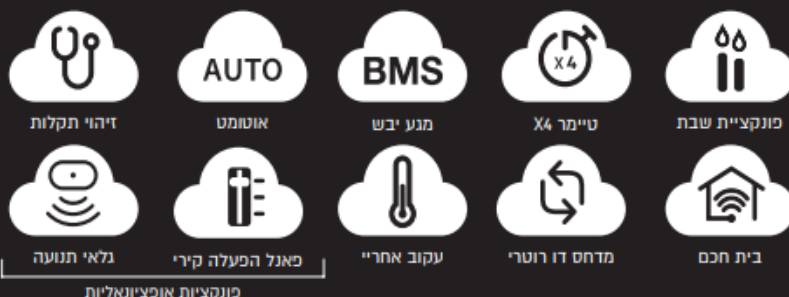 X4
BMS
AUTO
פונקציית שבת
טיימר X4
מגע יבש
אוטומט
זיהוי תקלות
בית חכם
מדחס דו רוטרי
עקוב אחריי
פאנל הפעלה קירי
גלאי תנועה
פונקציות אופציונאליות